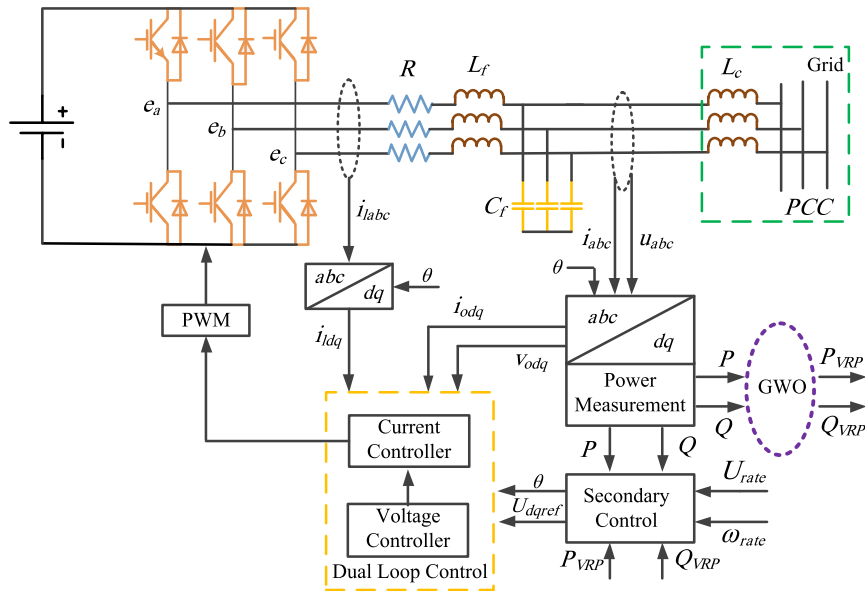 +
-
e_a
e_b
e_c
R
L_f
L_c
Grid
PCC
C_f
i_labc
i_abc
u_abc
θ
abc
dq
θ
PWM
i_ldq
i_odq
v_odq
abc
dq
Power
Measurement
P
Q
GWO
P_VRP
Q_VRP
P
Q
Current
Controller
Voltage
Controller
Dual Loop Control
θ
U_dqref
Secondary
Control
U_rate
ω_rate
P_VRP
Q_VRP